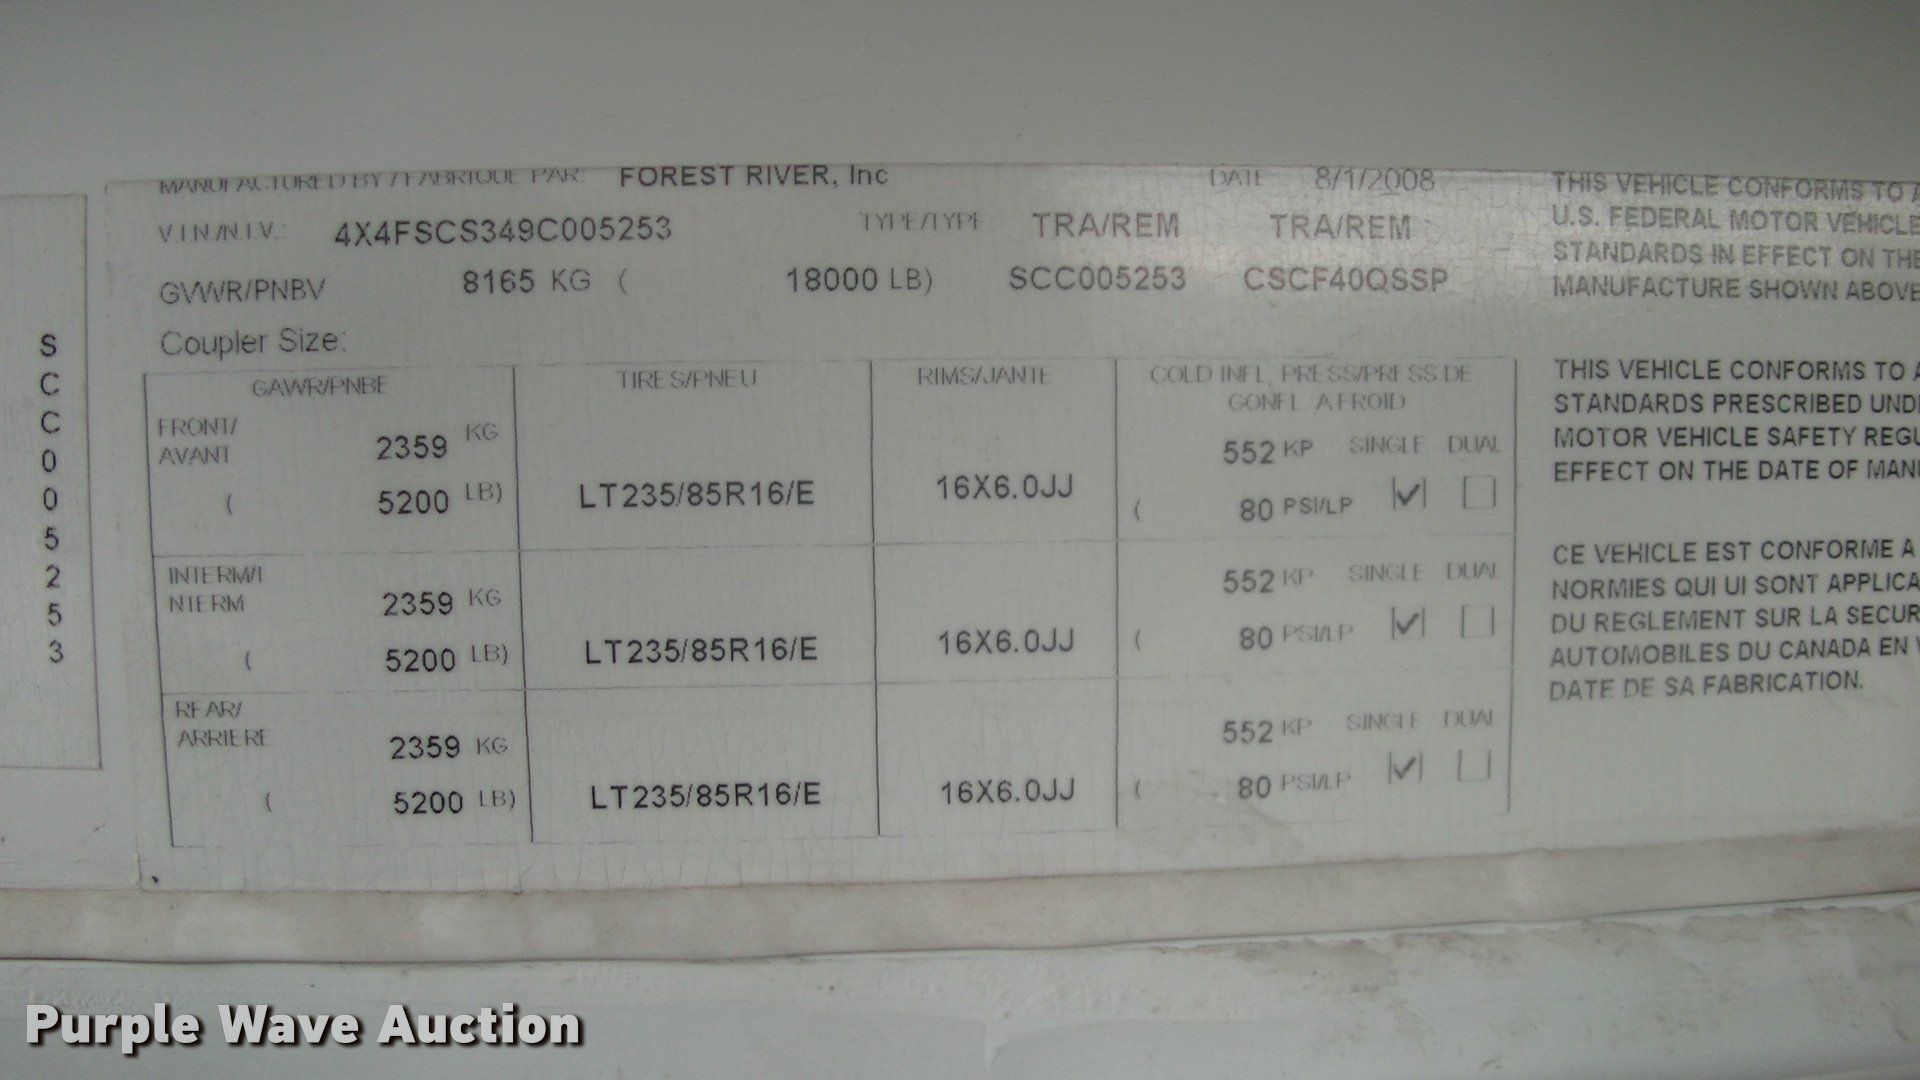 MANUFACTURED BY / FABRIQUE PAR: FOREST RIVER, Inc DATE 8/1/2008
V.I.N./N.I.V.: 4X4FSCS349C005253 TYPE/TYPE TRA/REM TRA/REM
GVWR/PNBV 8165 KG ( 18000 LB) SCC005253 CSCF40QSSP
Coupler Size:
SCC005253
GAWR/PNBE TIRES/PNEU RIMS/JANTE COLD INFL. PRESS/PRESS DE
GONFL. A FROID
FRONT/
AVANT 2359 KG 552 KP SINGLE DUAL
( 5200 LB) LT235/85R16/E 16X6.0JJ ( 80 PSI/LP
INTERM/I
NTERM 2359 KG 552 KP SINGLE DUAL
( 5200 LB) LT235/85R16/E 16X6.0JJ ( 80 PSI/LP
REAR/
ARRIERE 2359 KG 552 KP SINGLE DUAL
( 5200 LB) LT235/85R16/E 16X6.0JJ ( 80 PSI/LP
THIS VEHICLE CONFORMS TO A
U.S. FEDERAL MOTOR VEHICLE
STANDARDS IN EFFECT ON THE
MANUFACTURE SHOWN ABOVE
THIS VEHICLE CONFORMS TO A
STANDARDS PRESCRIBED UND
MOTOR VEHICLE SAFETY REGU
EFFECT ON THE DATE OF MAN
CE VEHICLE EST CONFORME A
NORMIES QUI UI SONT APPLICA
DU REGLEMENT SUR LA SECUR
AUTOMOBILES DU CANADA EN V
DATE DE SA FABRICATION.
Purple Wave Auction